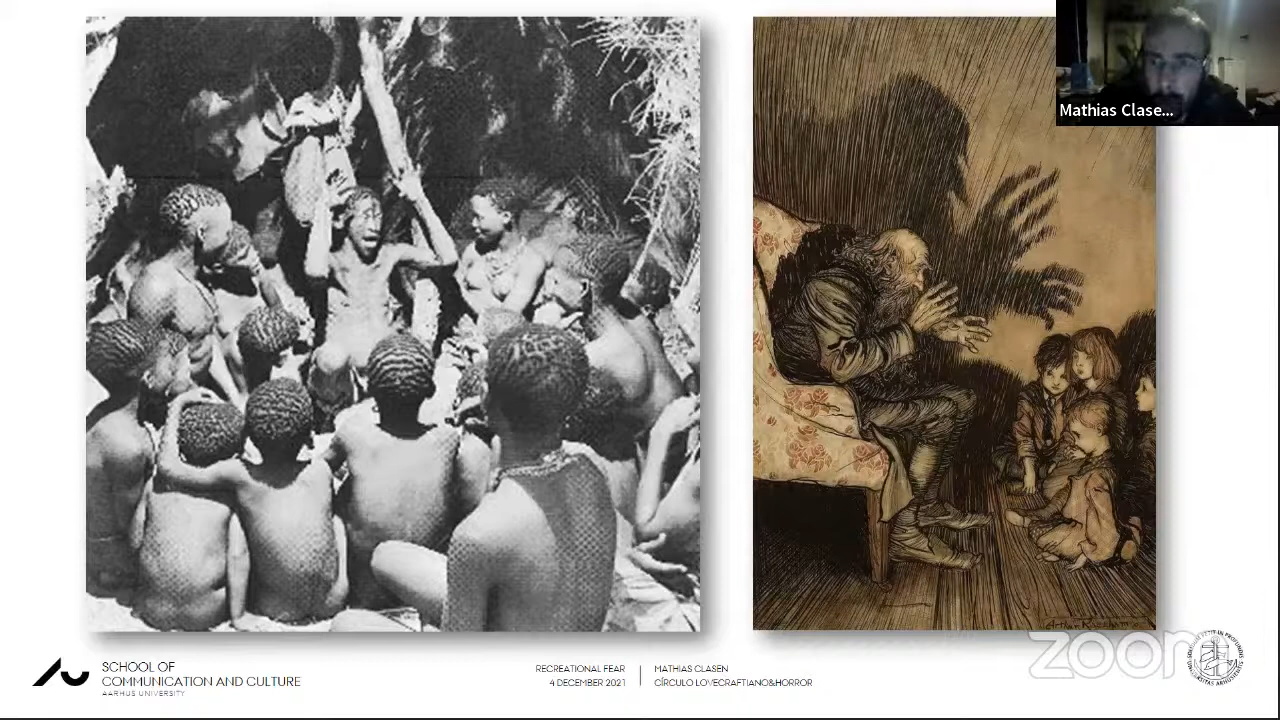 Mathias Clase...
Arthur Rackham
SCHOOL OF
COMMUNICATION AND CULTURE
AARHUS UNIVERSITY
RECREATIONAL FEAR
4 DECEMBER 2021
MATHIAS CLASEN
CÍRCULO LOVECRAFTIANO&HORROR
zoom